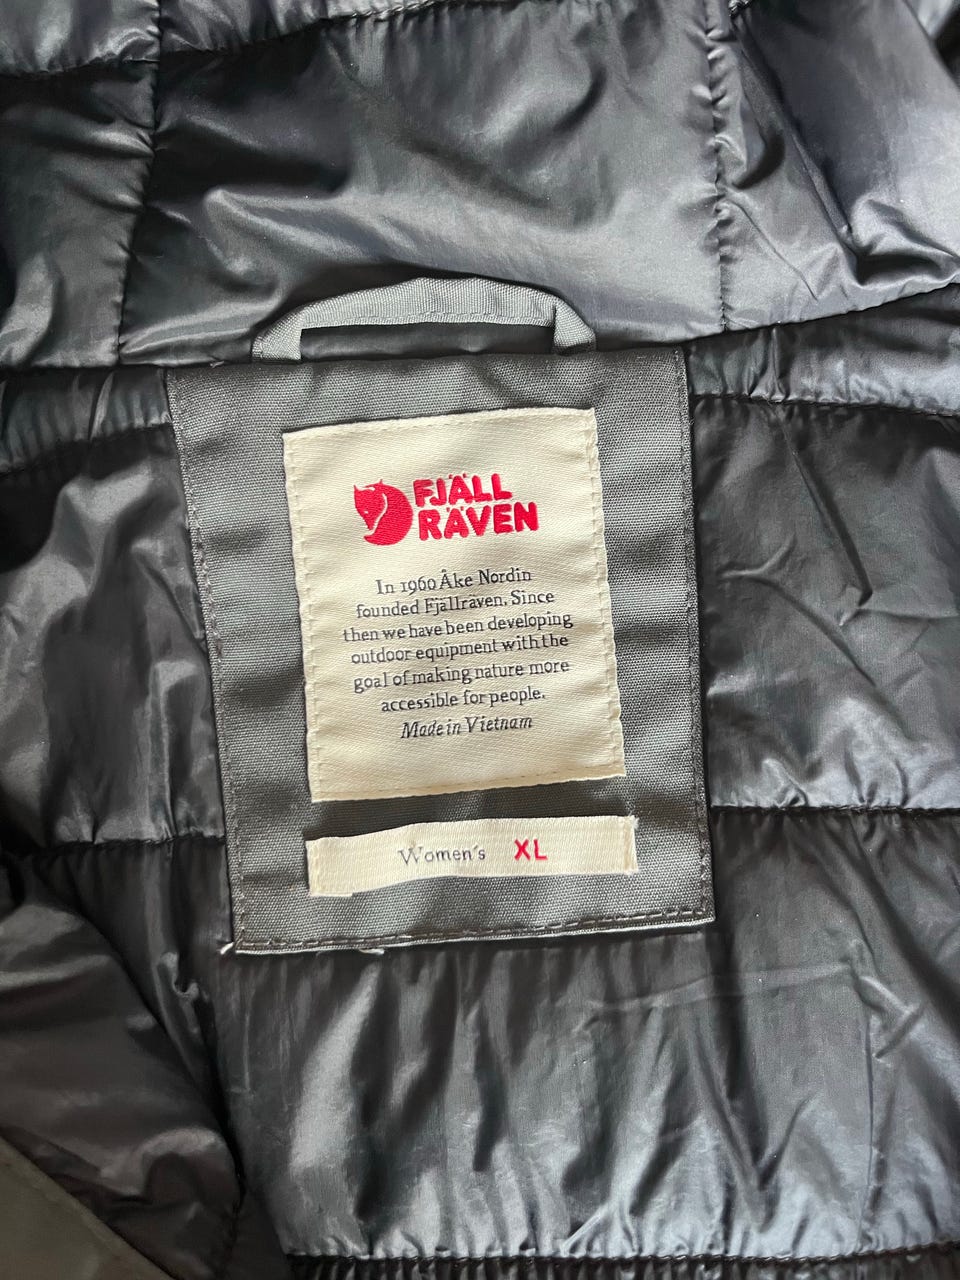 FJÄLL
RÄVEN
In 1960 Åke Nordin
founded Fjällräven. Since
then we have been developing
outdoor equipment with the
goal of making nature more
accessible for people.
Made in Vietnam
Women's XL